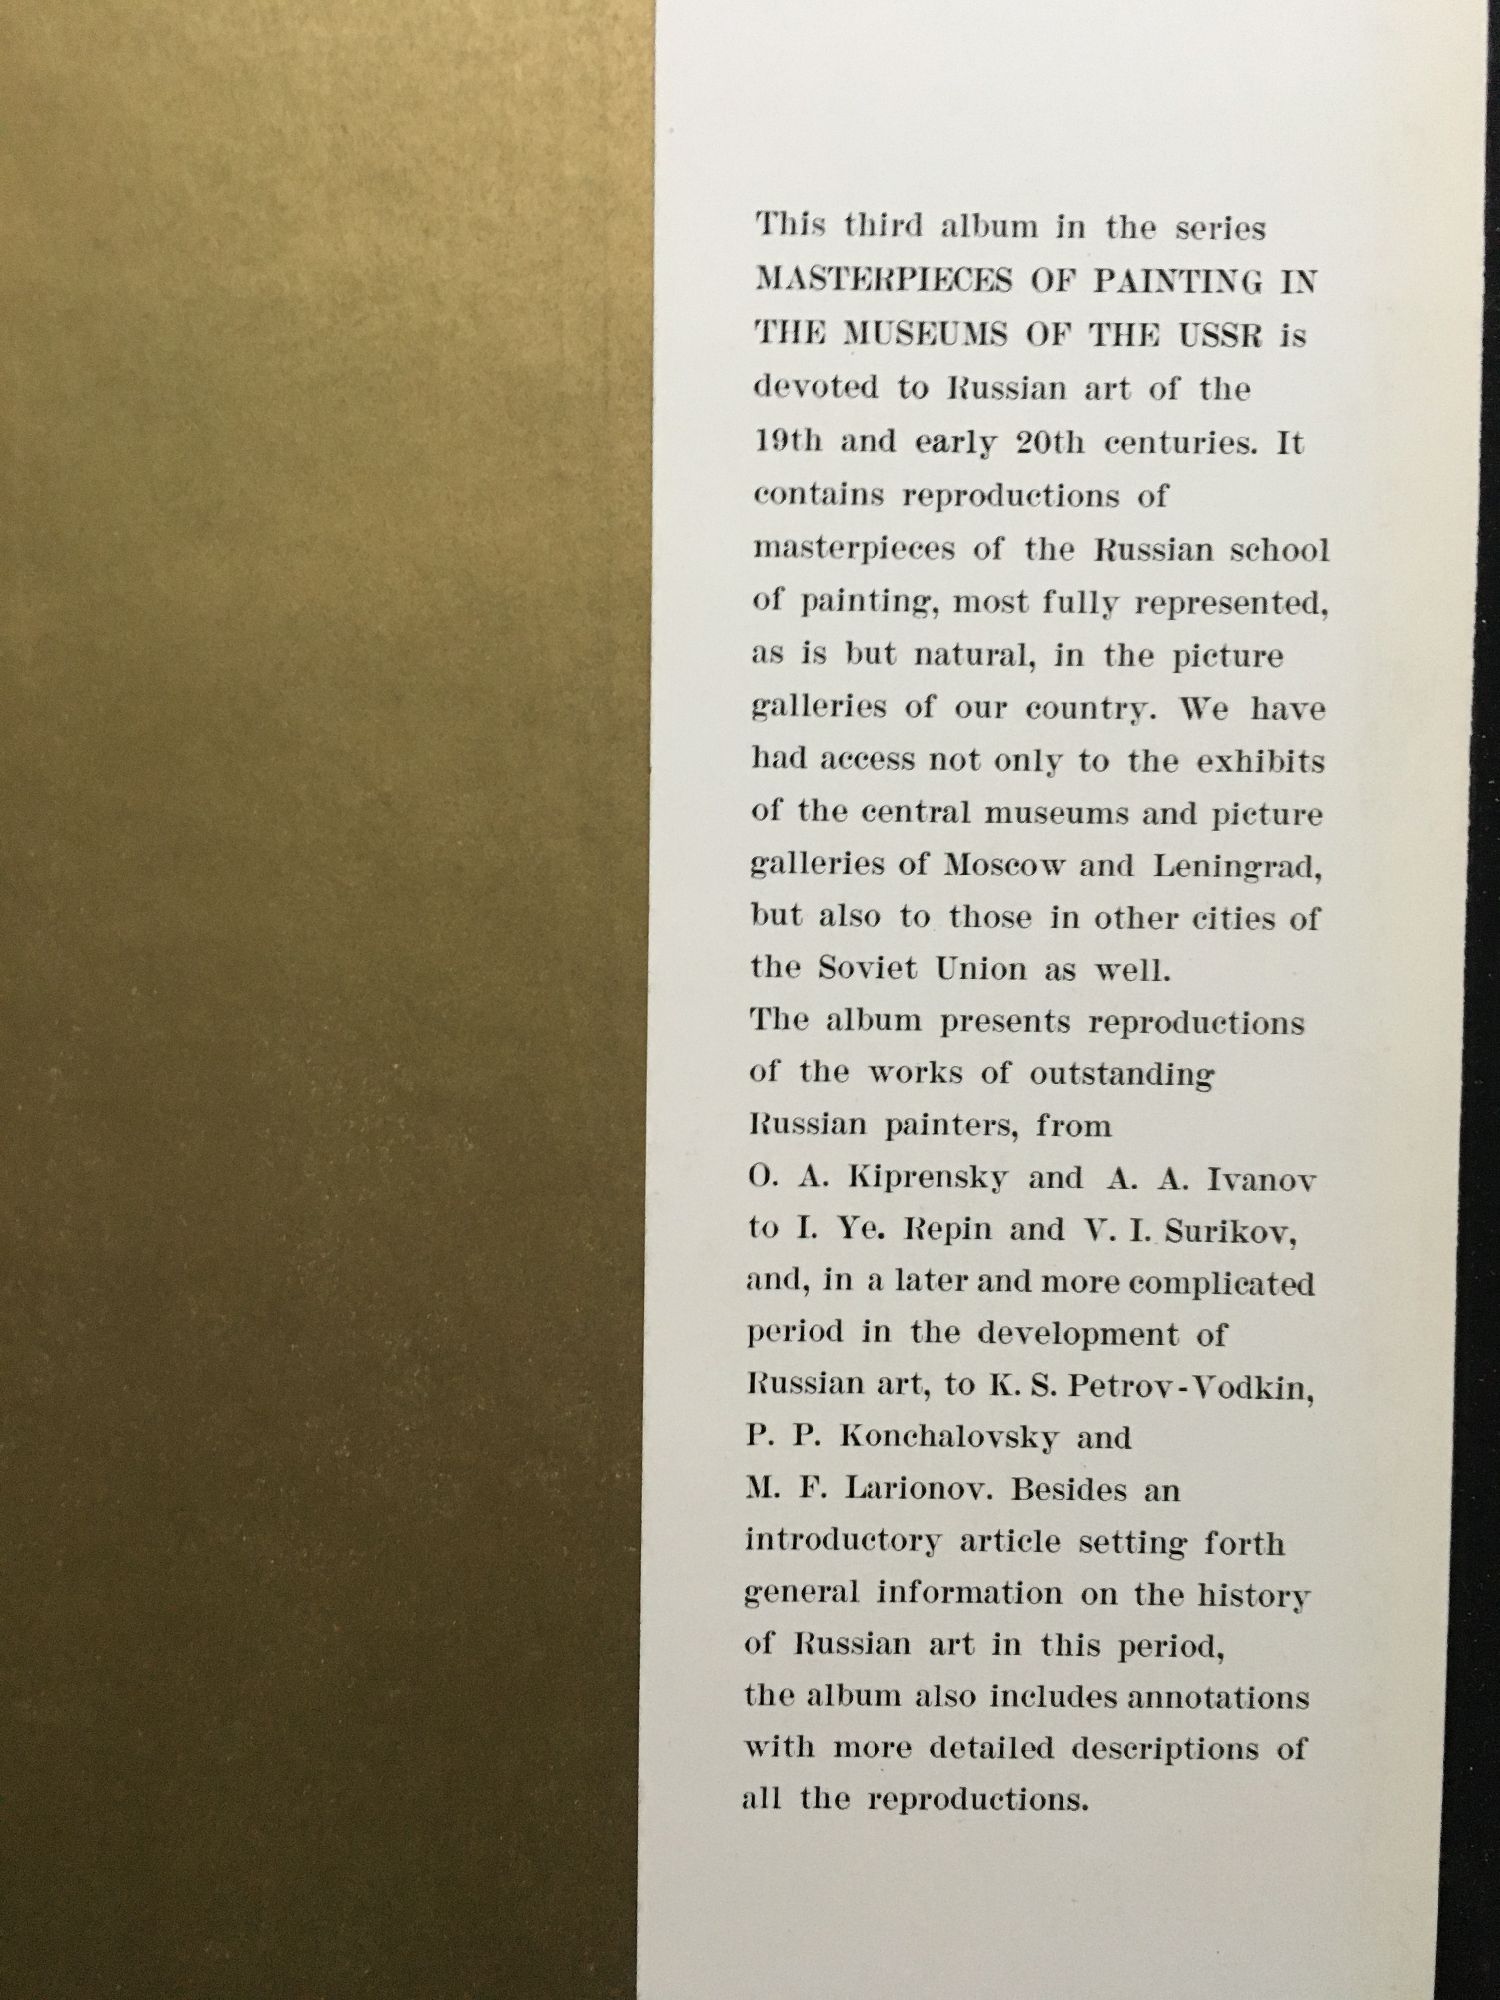 This third album in the series
MASTERPIECES OF PAINTING IN
THE MUSEUMS OF THE USSR is
devoted to Russian art of the
19th and early 20th centuries. It
contains reproductions of
masterpieces of the Russian school
of painting, most fully represented,
as is but natural, in the picture
galleries of our country. We have
had access not only to the exhibits
of the central museums and picture
galleries of Moscow and Leningrad,
but also to those in other cities of
the Soviet Union as well.
The album presents reproductions
of the works of outstanding
Russian painters, from
O. A. Kiprensky and A. A. Ivanov
to I. Ye. Repin and V. I. Surikov,
and, in a later and more complicated
period in the development of
Russian art, to K. S. Petrov-Vodkin,
P. P. Konchalovsky and
M. F. Larionov. Besides an
introductory article setting forth
general information on the history
of Russian art in this period,
the album also includes annotations
with more detailed descriptions of
all the reproductions.